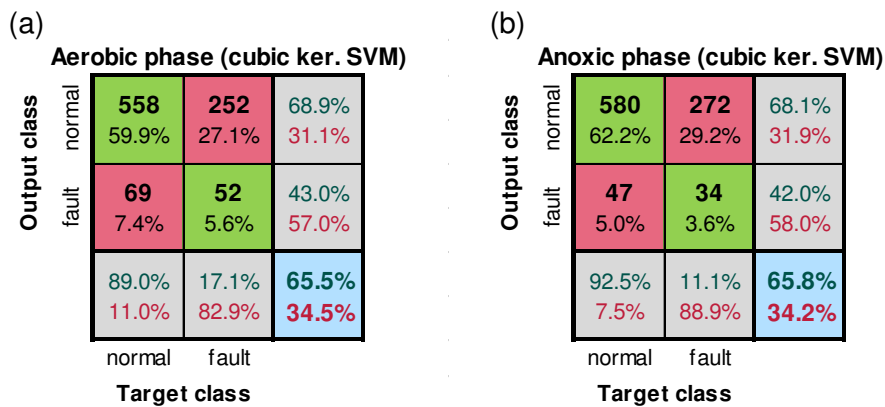 (a)
Aerobic phase (cubic ker. SVM)
Output class
normal
fault
558 252 68.9%
59.9% 27.1% 31.1%
69 52 43.0%
7.4% 5.6% 57.0%
89.0% 17.1% 65.5%
11.0% 82.9% 34.5%
normal fault
Target class
(b)
Anoxic phase (cubic ker. SVM)
Output class
normal
fault
580 272 68.1%
62.2% 29.2% 31.9%
47 34 42.0%
5.0% 3.6% 58.0%
92.5% 11.1% 65.8%
7.5% 88.9% 34.2%
normal fault
Target class